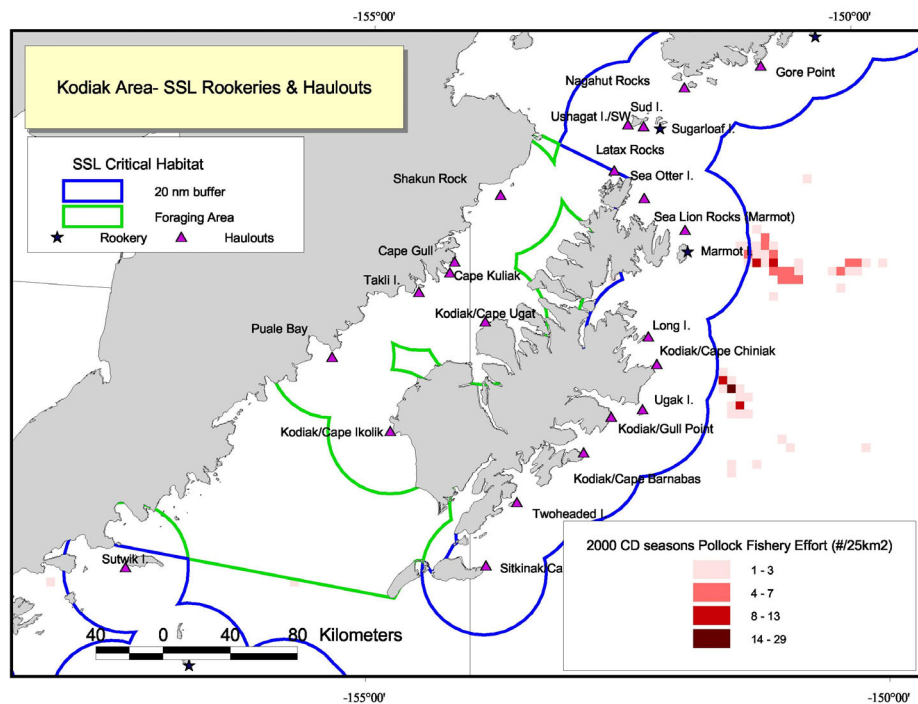 -155°00'
-150°00'
Kodiak Area- SSL Rookeries & Haulouts
SSL Critical Habitat
20 nm buffer
Foraging Area
Rookery
Haulouts
Gore Point
Nagahut Rocks
Sud I.
Ushagat I./SW
Sugarloaf I.
Latax Rocks
Sea Otter I.
Shakun Rock
Sea Lion Rocks (Marmot)
Marmot
Cape Gull
Cape Kuliak
Takli I.
Kodiak/Cape Ugat
Puale Bay
Long I.
Kodiak/Cape Chiniak
Ugak I.
Kodiak/Gull Point
Kodiak/Cape Ikolik
Kodiak/Cape Barnabas
Twoheaded I.
Sutwik I.
Sitkinak/Ca
2000 CD seasons Pollock Fishery Effort (#/25km2)
1 - 3
4 - 7
8 - 13
14 - 29
40 0 40 80 Kilometers
-155°00'
-150°00'